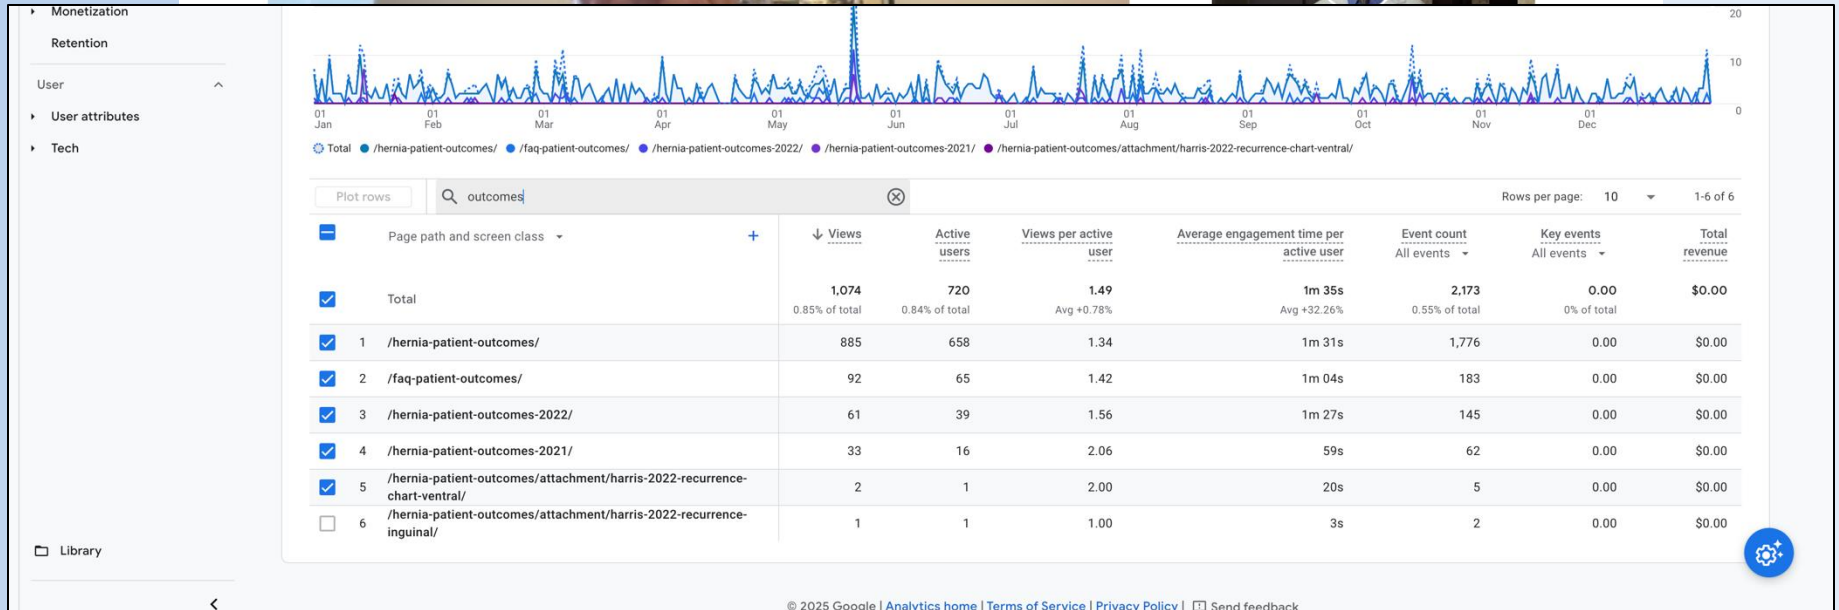 Monetization
Retention
User
User attributes
Tech
Library
20
10
0
01 Jan
01 Feb
01 Mar
01 Apr
01 May
01 Jun
01 Jul
01 Aug
01 Sep
01 Oct
01 Nov
01 Dec
Total /hernia-patient-outcomes/ /faq-patient-outcomes/ /hernia-patient-outcomes-2022/ /hernia-patient-outcomes-2021/ /hernia-patient-outcomes/attachment/harris-2022-recurrence-chart-ventral/
Plot rows outcomes Rows per page: 10 1-6 of 6
Page path and screen class + Views Active users Views per active user Average engagement time per active user Event count All events Key events All events Total revenue
Total 1,074 720 1.49 1m 35s 2,173 0.00 $0.00
0.85% of total 0.84% of total Avg +0.78% Avg +32.26% 0.55% of total 0% of total
1 /hernia-patient-outcomes/ 885 658 1.34 1m 31s 1,776 0.00 $0.00
2 /faq-patient-outcomes/ 92 65 1.42 1m 04s 183 0.00 $0.00
3 /hernia-patient-outcomes-2022/ 61 39 1.56 1m 27s 145 0.00 $0.00
4 /hernia-patient-outcomes-2021/ 33 16 2.06 59s 62 0.00 $0.00
5 /hernia-patient-outcomes/attachment/harris-2022-recurrence-chart-ventral/ 2 1 2.00 20s 5 0.00 $0.00
6 /hernia-patient-outcomes/attachment/harris-2022-recurrence-inguinal/ 1 1 1.00 3s 2 0.00 $0.00
© 2025 Google | Analytics home | Terms of Service | Privacy Policy | Send feedback